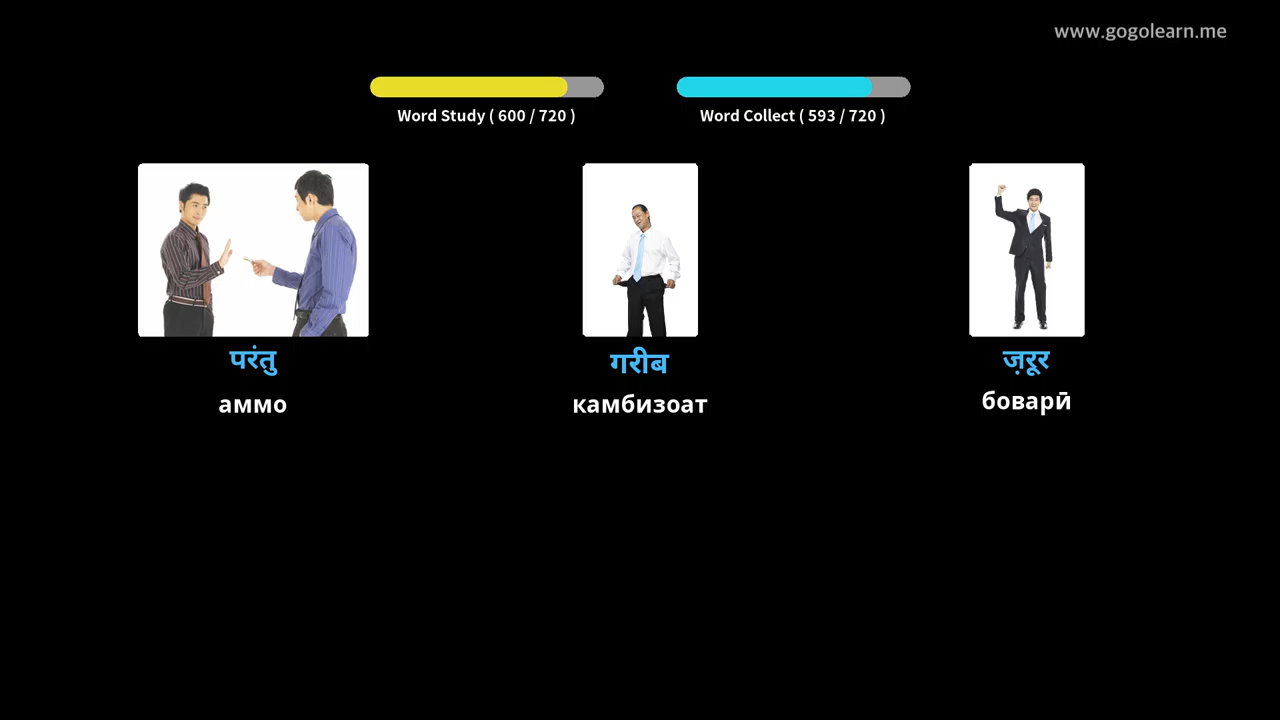 www.gogolearn.me
Word Study ( 600 / 720 )
Word Collect ( 593 / 720 )
परंतु
गरीब
ज़रूर
аммо
камбизоат
боварӣ